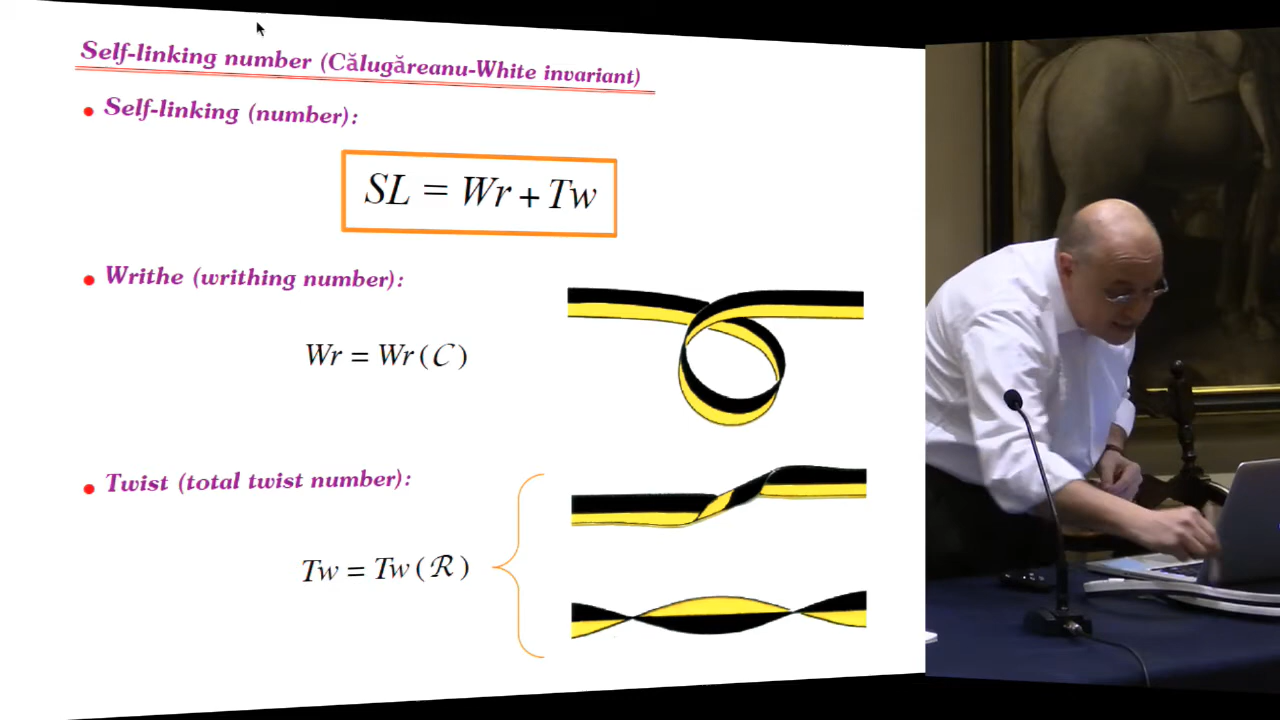 Self-linking number (Călugăreanu-White invariant)
• Self-linking (number):
SL = Wr + Tw
• Writhe (writhing number):
Wr = Wr (C)
• Twist (total twist number):
Tw = Tw (R)